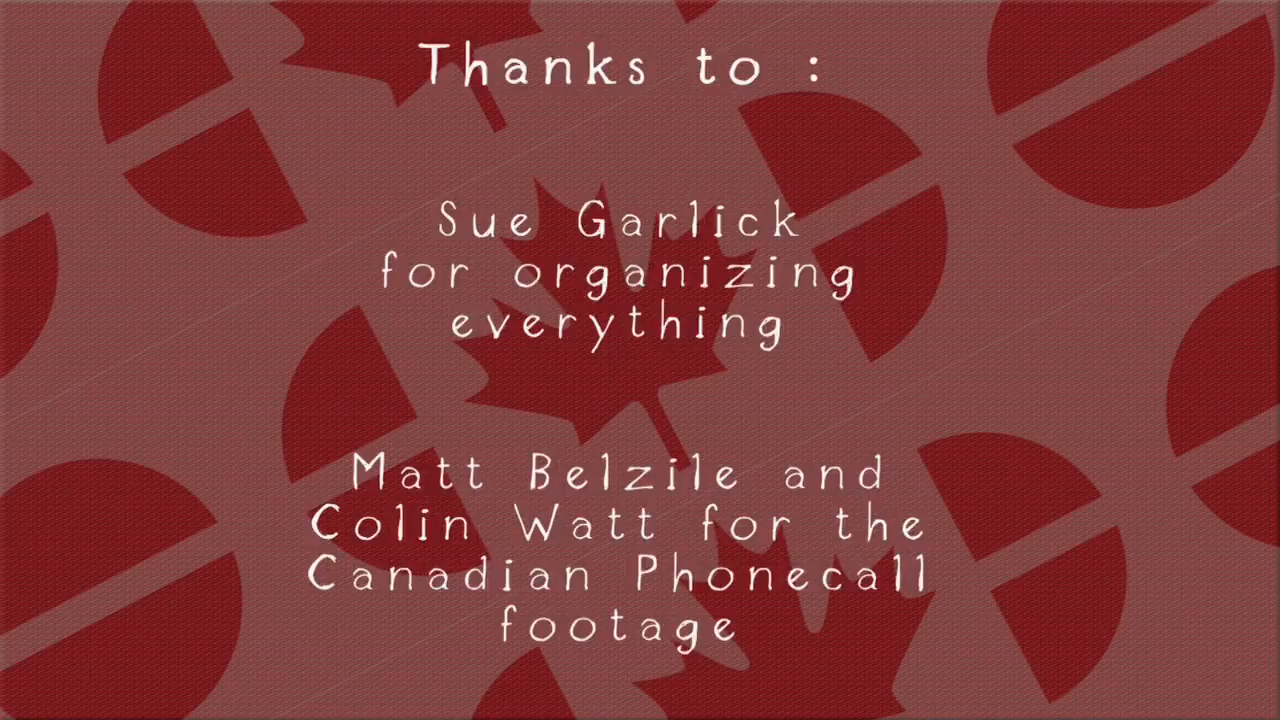 Thanks to :
Sue Garlick
for organizing
everything
Matt Belzile and
Colin Watt for the
Canadian Phonecall
footage